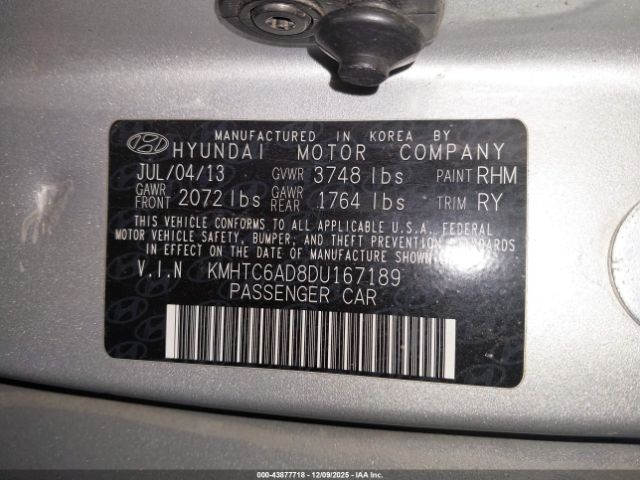 MANUFACTURED IN KOREA BY
HYUNDAI MOTOR COMPANY
JUL/04/13 GVWR 3748 lbs PAINT RHM
GAWR FRONT 2072 lbs GAWR REAR 1764 lbs TRIM RY
THIS VEHICLE CONFORMS TO ALL APPLICABLE U.S.A. FEDERAL
MOTOR VEHICLE SAFETY, BUMPER, AND THEFT PREVENTION STANDARDS
IN EFFECT ON THE DATE OF MANUFACTURE SHOWN
V.I.N KMHTC6AD8DU167189
PASSENGER CAR
000-43877718 - 12/09/2025 - IAAI.CA